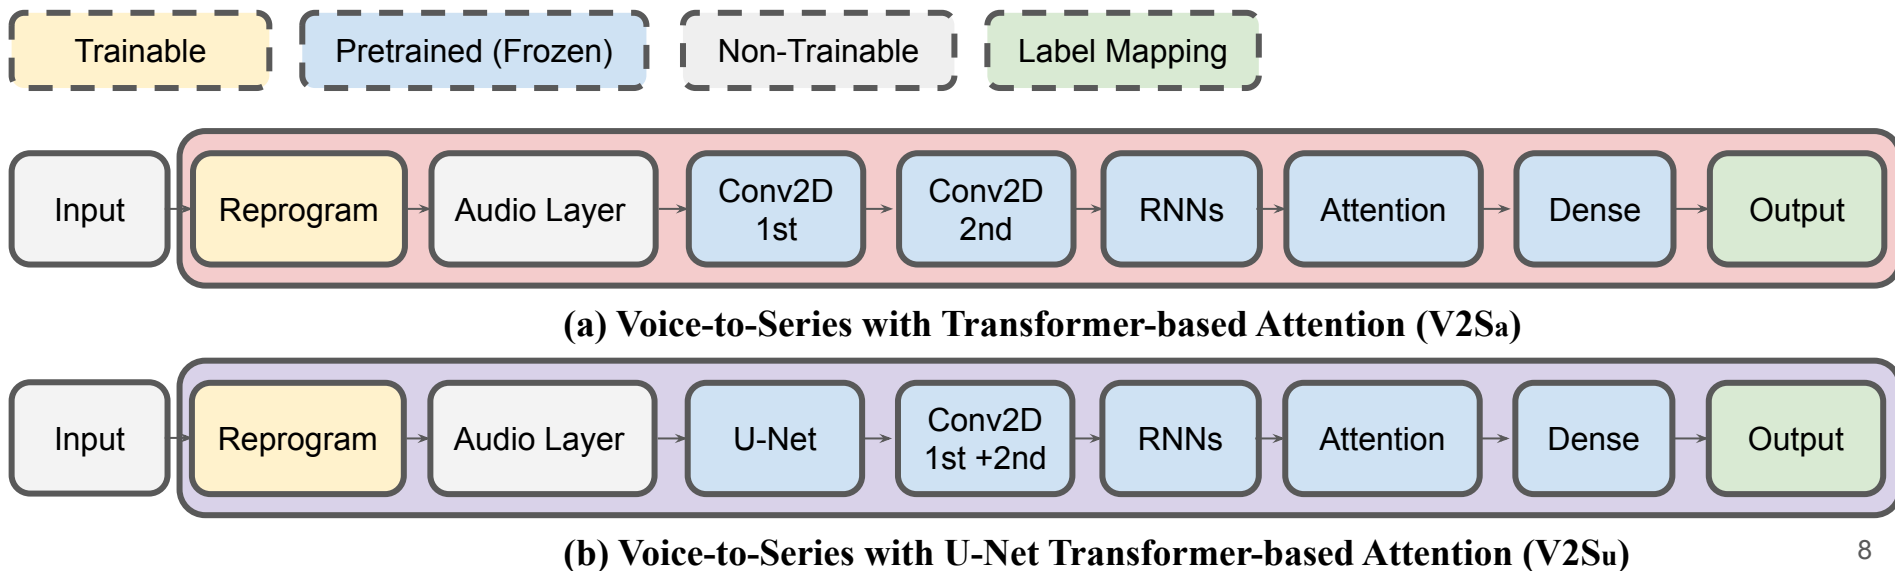 Trainable
Pretrained (Frozen)
Non-Trainable
Label Mapping
Input
Reprogram
Audio Layer
Conv2D
1st
Conv2D
2nd
RNNs
Attention
Dense
Output
(a) Voice-to-Series with Transformer-based Attention (V2Sa)
Input
Reprogram
Audio Layer
U-Net
Conv2D
1st +2nd
RNNs
Attention
Dense
Output
(b) Voice-to-Series with U-Net Transformer-based Attention (V2Su)
8